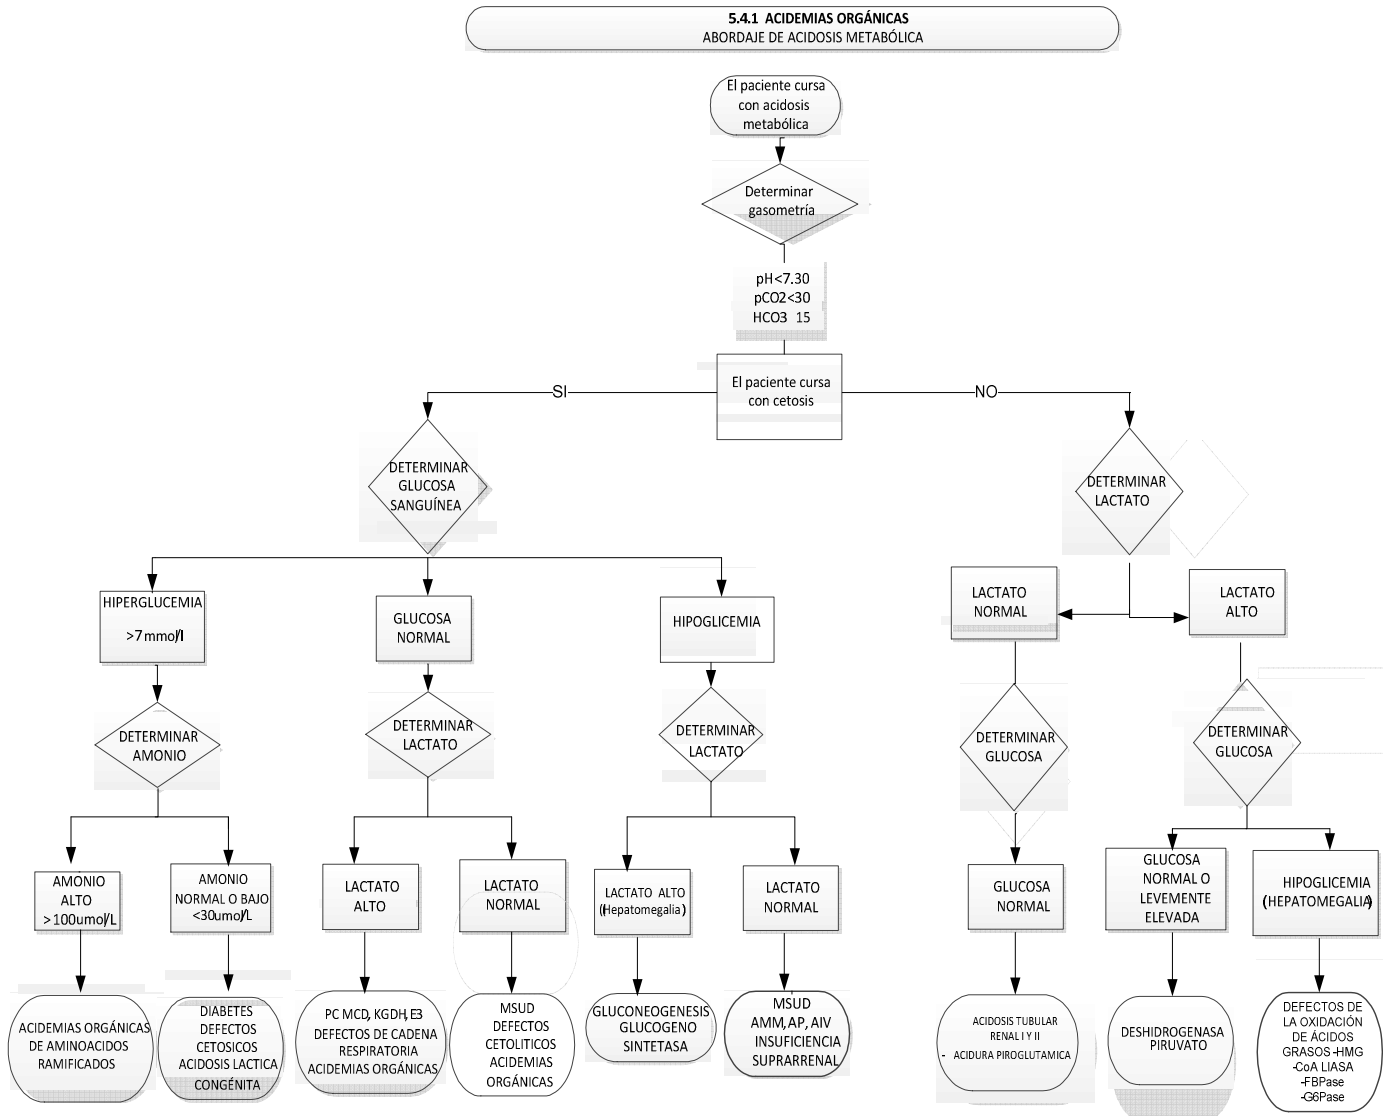 5.4.1 ACIDEMIAS ORGÁNICAS
ABORDAJE DE ACIDOSIS METABÓLICA
El paciente cursa
con acidosis
metabólica
Determinar
gasometría
pH<7.30
pCO2<30
HCO3 15
El paciente cursa
con cetosis
SI
NO
DETERMINAR
GLUCOSA
SANGUÍNEA
DETERMINAR
LACTATO
HIPERGLUCEMIA
>7 mmol/l
GLUCOSA
NORMAL
HIPOGLICEMIA
LACTATO
NORMAL
LACTATO
ALTO
DETERMINAR
AMONIO
DETERMINAR
LACTATO
DETERMINAR
LACTATO
DETERMINAR
GLUCOSA
DETERMINAR
GLUCOSA
AMONIO
ALTO
>100umol/L
AMONIO
NORMAL O BAJO
<30umol/L
LACTATO
ALTO
LACTATO
NORMAL
LACTATO ALTO
(Hepatomegalia)
LACTATO
NORMAL
GLUCOSA
NORMAL
GLUCOSA
NORMAL O
LEVEMENTE
ELEVADA
HIPOGLICEMIA
(HEPATOMEGALIA)
ACIDEMIAS ORGÁNICAS
DE AMINOACIDOS
RAMIFICADOS
DIABETES
DEFECTOS
CETOSICOS
ACIDOSIS LACTICA
CONGÉNITA
PC MCD, KGDH, E3
DEFECTOS DE CADENA
RESPIRATORIA
ACIDEMIAS ORGÁNICAS
MSUD
DEFECTOS
CETOLITICOS
ACIDEMIAS
ORGÁNICAS
GLUCONEOGENESIS
GLUCOGENO
SINTETASA
MSUD
AMM, AP, AIV
INSUFICIENCIA
SUPRARRENAL
ACIDOSIS TUBULAR
RENAL I Y II
- ACIDURA PIROGLUTAMICA
DESHIDROGENASA
PIRUVATO
DEFECTOS DE
LA OXIDACIÓN
DE ÁCIDOS
GRASOS -HMG
-CoA LIASA
-FBPase
-G6Pase